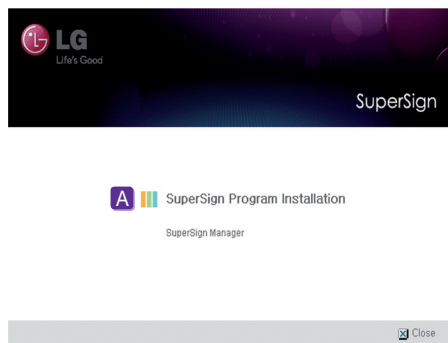 LG
Life's Good
SuperSign
A
SuperSign Program Installation
SuperSign Manager
Close